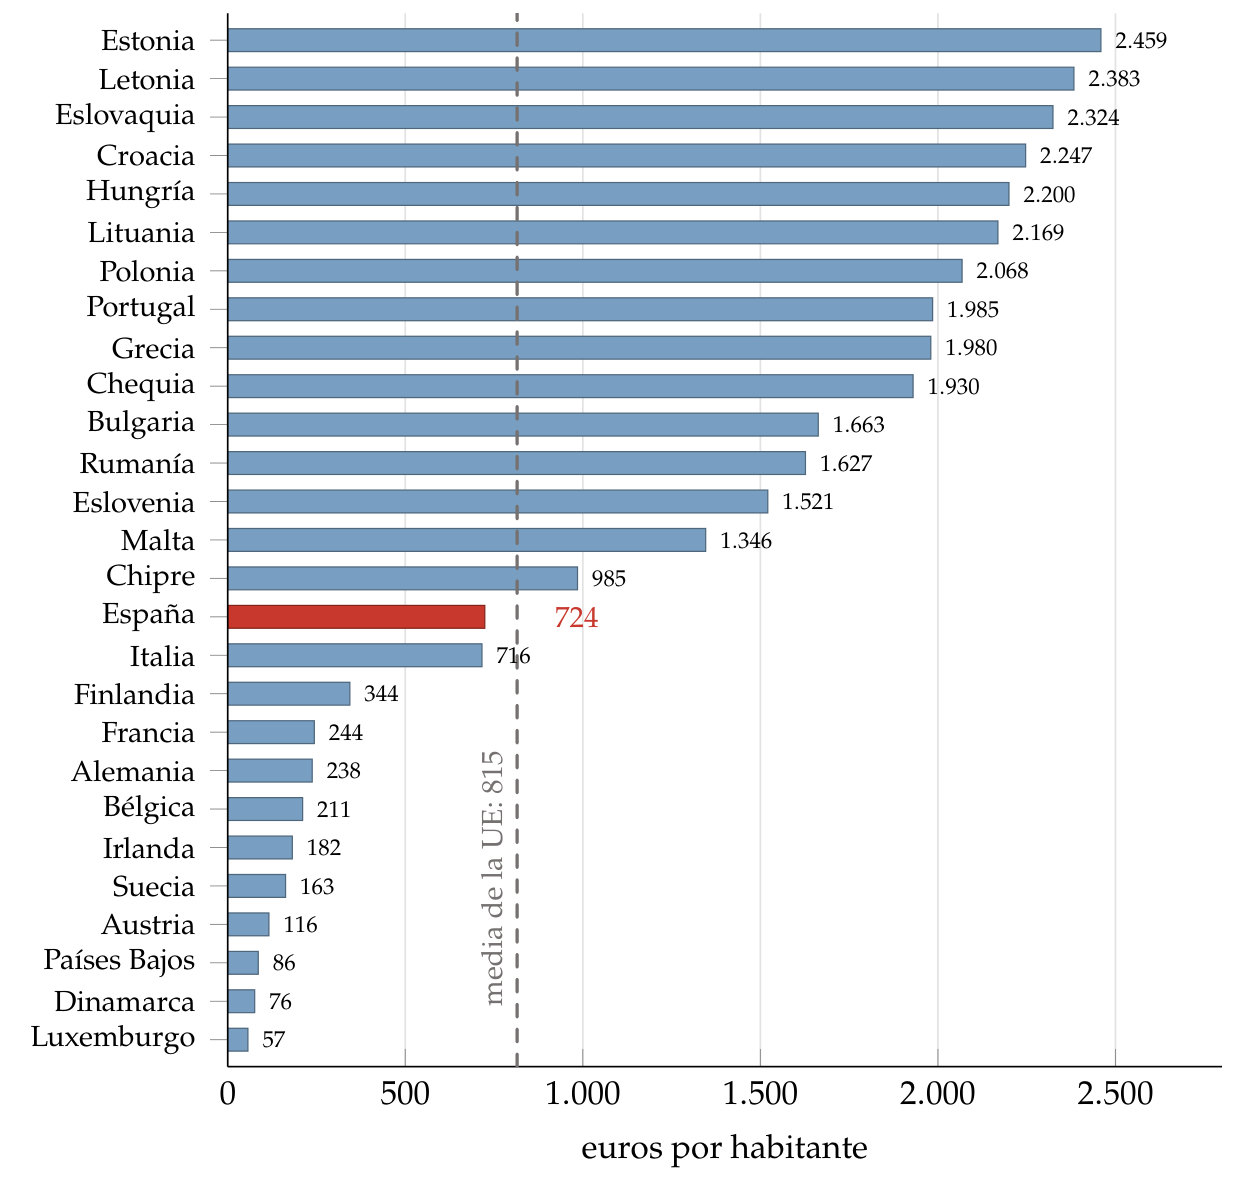 Estonia 2.459
Letonia 2.383
Eslovaquia 2.324
Croacia 2.247
Hungría 2.200
Lituania 2.169
Polonia 2.068
Portugal 1.985
Grecia 1.980
Chequia 1.930
Bulgaria 1.663
Rumanía 1.627
Eslovenia 1.521
Malta 1.346
Chipre 985
España 724
Italia 716
Finlandia 344
Francia 244
Alemania 238
Bélgica 211
Irlanda 182
Suecia 163
Austria 116
Países Bajos 86
Dinamarca 76
Luxemburgo 57
media de la UE: 815
0 500 1.000 1.500 2.000 2.500
euros por habitante